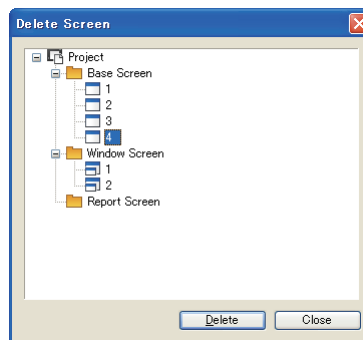 Delete Screen
Project
Base Screen
1
2
3
4
Window Screen
1
2
Report Screen
Delete
Close